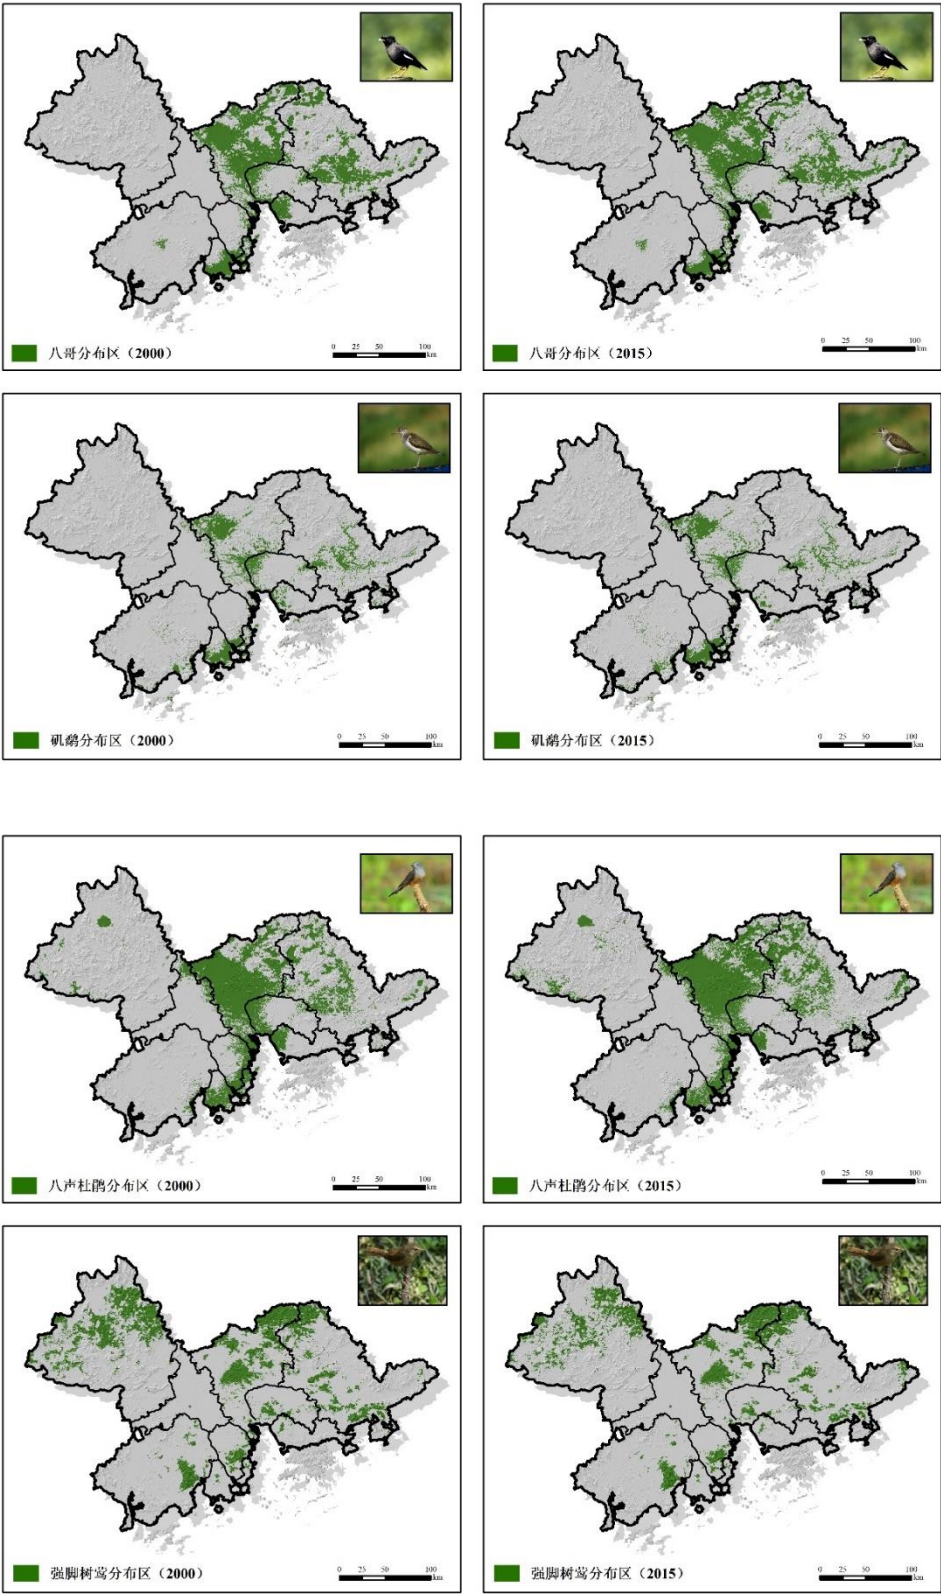 八哥分布区（2000）
0 25 50 100
km
八哥分布区（2015）
0 25 50 100
km
矶鹬分布区（2000）
0 25 50 100
km
矶鹬分布区（2015）
0 25 50 100
km
八声杜鹃分布区（2000）
0 25 50 100
km
八声杜鹃分布区（2015）
0 25 50 100
km
强脚树莺分布区（2000）
0 25 50 100
km
强脚树莺分布区（2015）
0 25 50 100
km